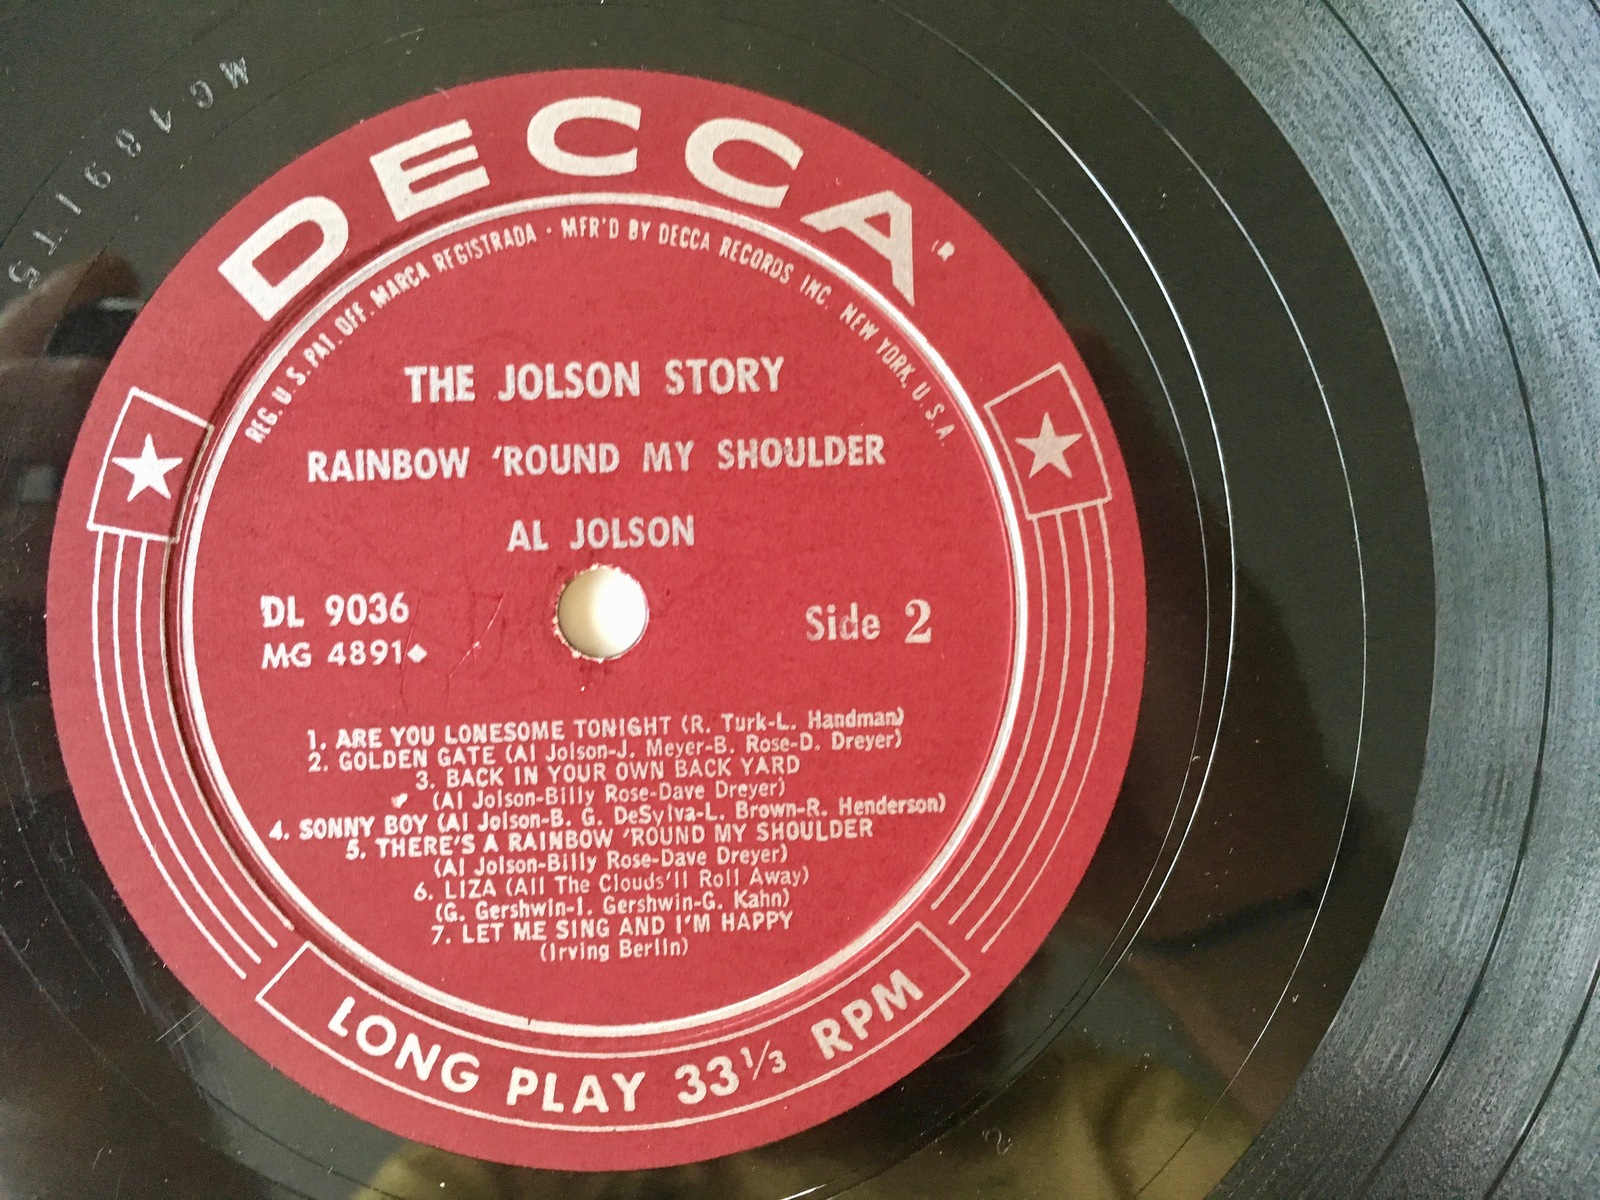 DECCA ®
REG. U. S. PAT. OFF. MARCA REGISTRADA · MFR'D BY DECCA RECORDS INC. NEW YORK, U. S. A.
THE JOLSON STORY
RAINBOW 'ROUND MY SHOULDER
AL JOLSON
DL 9036
MG 4891◆
Side 2
1. ARE YOU LONESOME TONIGHT (R. Turk-L. Handman)
2. GOLDEN GATE (Al Jolson-J. Meyer-B. Rose-D. Dreyer)
3. BACK IN YOUR OWN BACK YARD
(Al Jolson-Billy Rose-Dave Dreyer)
4. SONNY BOY (Al Jolson-B. G. DeSylva-L. Brown-R. Henderson)
5. THERE'S A RAINBOW 'ROUND MY SHOULDER
(Al Jolson-Billy Rose-Dave Dreyer)
6. LIZA (All The Clouds'll Roll Away)
(G. Gershwin-I. Gershwin-G. Kahn)
7. LET ME SING AND I'M HAPPY
(Irving Berlin)
LONG PLAY 33⅓ RPM